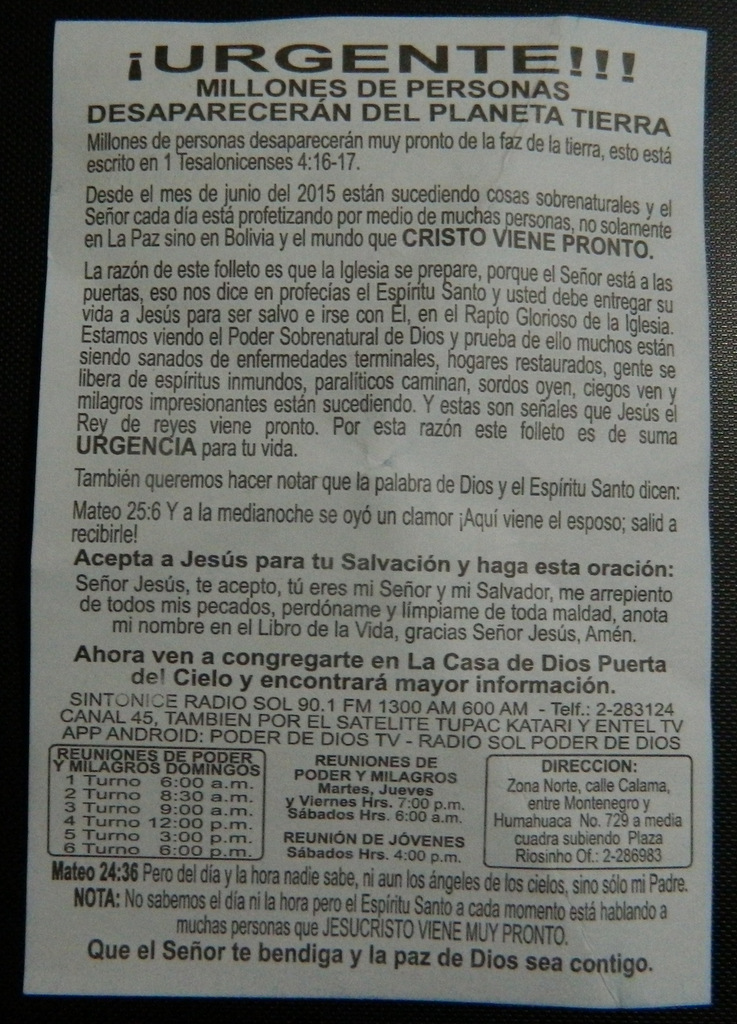 ¡URGENTE!!!
MILLONES DE PERSONAS
DESAPARECERÁN DEL PLANETA TIERRA
Millones de personas desaparecerán muy pronto de la faz de la tierra, esto está
escrito en 1 Tesalonicenses 4:16-17.
Desde el mes de junio del 2015 están sucediendo cosas sobrenaturales y el
Señor cada día está profetizando por medio de muchas personas, no solamente
en La Paz sino en Bolivia y el mundo que CRISTO VIENE PRONTO.
La razón de este folleto es que la Iglesia se prepare, porque el Señor está a las
puertas, eso nos dice en profecías el Espíritu Santo y usted debe entregar su
vida a Jesús para ser salvo e irse con Él, en el Rapto Glorioso de la Iglesia.
Estamos viendo el Poder Sobrenatural de Dios y prueba de ello muchos están
siendo sanados de enfermedades terminales, hogares restaurados, gente se
libera de espíritus inmundos, paralíticos caminan, sordos oyen, ciegos ven y
milagros impresionantes están sucediendo. Y estas son señales que Jesús el
Rey de reyes viene pronto. Por esta razón este folleto es de suma
URGENCIA para tu vida.
También queremos hacer notar que la palabra de Dios y el Espíritu Santo dicen:
Mateo 25:6 Y a la medianoche se oyó un clamor ¡Aquí viene el esposo; salid a
recibirle!
Acepta a Jesús para tu Salvación y haga esta oración:
Señor Jesús, te acepto, tú eres mi Señor y mi Salvador, me arrepiento
de todos mis pecados, perdóname y límpiame de toda maldad, anota
mi nombre en el Libro de la Vida, gracias Señor Jesús, Amén.
Ahora ven a congregarte en La Casa de Dios Puerta
del Cielo y encontrará mayor información.
SINTONICE RADIO SOL 90.1 FM 1300 AM 600 AM - Telf.: 2-283124
CANAL 45, TAMBIEN POR EL SATELITE TUPAC KATARI Y ENTEL TV
APP ANDROID: PODER DE DIOS TV - RADIO SOL PODER DE DIOS
REUNIONES DE PODER
Y MILAGROS DOMINGOS
1 Turno 6:00 a.m.
2 Turno 8:30 a.m.
3 Turno 9:00 a.m.
4 Turno 12:00 p.m.
5 Turno 3:00 p.m.
6 Turno 6:00 p.m.
REUNIONES DE
PODER Y MILAGROS
Martes, Jueves
y Viernes Hrs. 7:00 p.m.
Sábados Hrs. 6:00 a.m.
REUNIÓN DE JÓVENES
Sábados Hrs. 4:00 p.m.
DIRECCION:
Zona Norte, calle Calama,
entre Montenegro y
Humahuaca No. 729 a media
cuadra subiendo Plaza
Riosinho Of.: 2-286983
Mateo 24:36 Pero del día y la hora nadie sabe, ni aun los ángeles de los cielos, sino sólo mi Padre.
NOTA: No sabemos el día ni la hora pero el Espíritu Santo a cada momento está hablando a
muchas personas que JESUCRISTO VIENE MUY PRONTO.
Que el Señor te bendiga y la paz de Dios sea contigo.